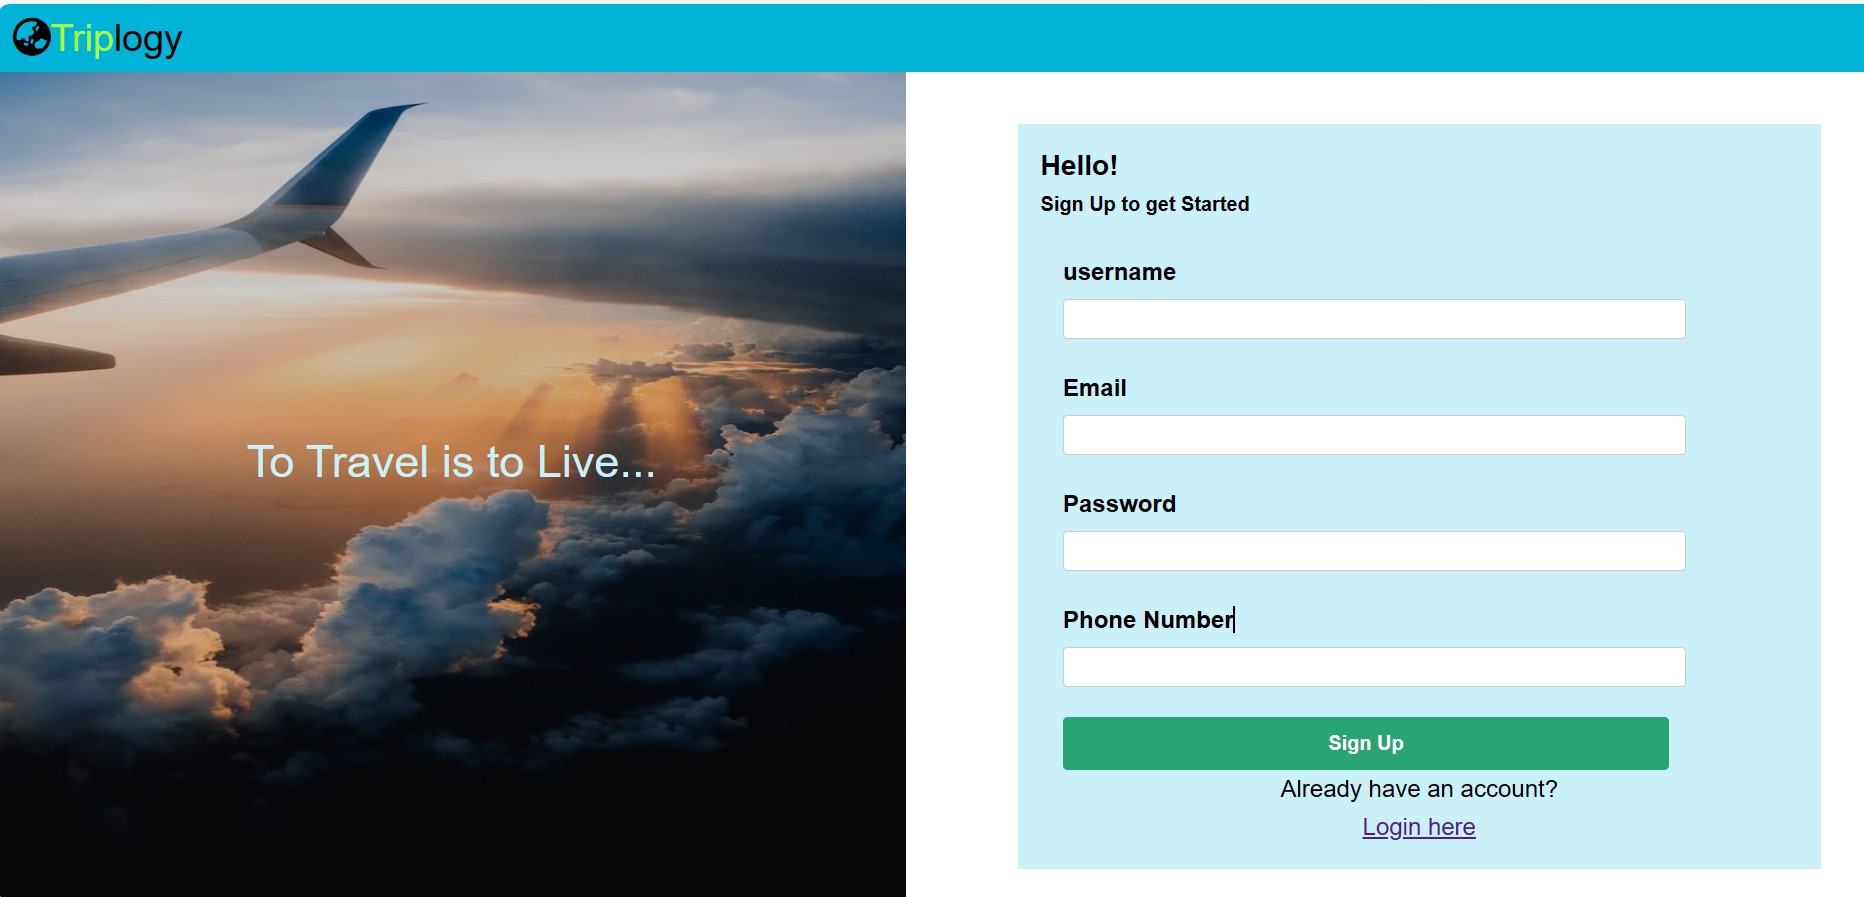 Triplogy
To Travel is to Live...
Hello!
Sign Up to get Started
username
Email
Password
Phone Number
Sign Up
Already have an account?
Login here